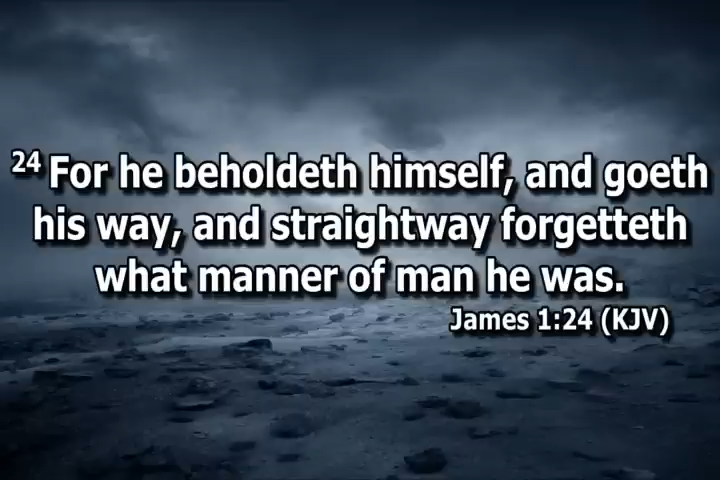 24 For he beholdeth himself, and goeth
his way, and straightway forgetteth
what manner of man he was.
James 1:24 (KJV)